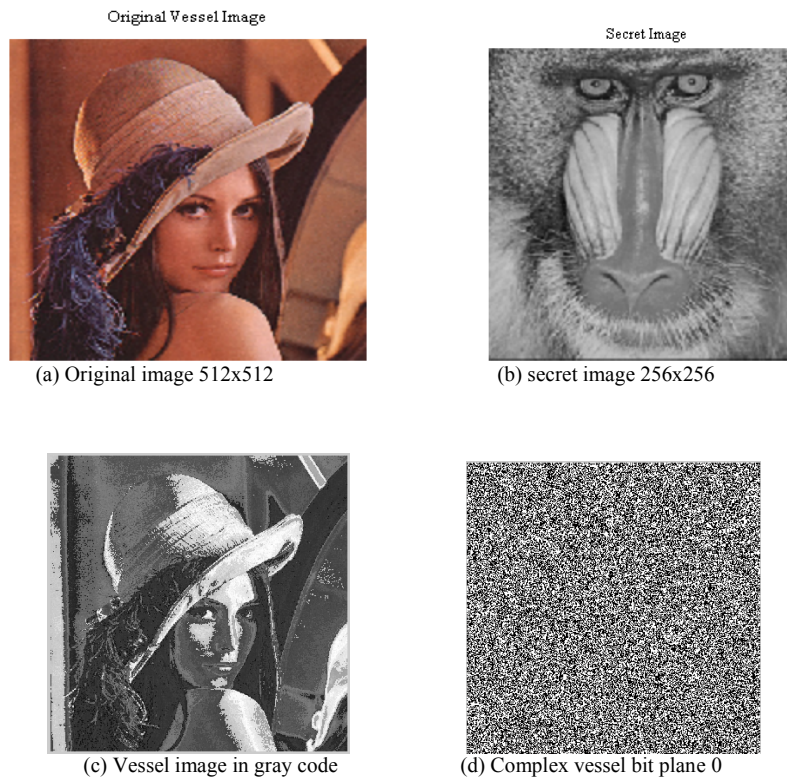 Original Vessel Image
Secret Image
(a) Original image 512x512
(b) secret image 256x256
(c) Vessel image in gray code
(d) Complex vessel bit plane 0